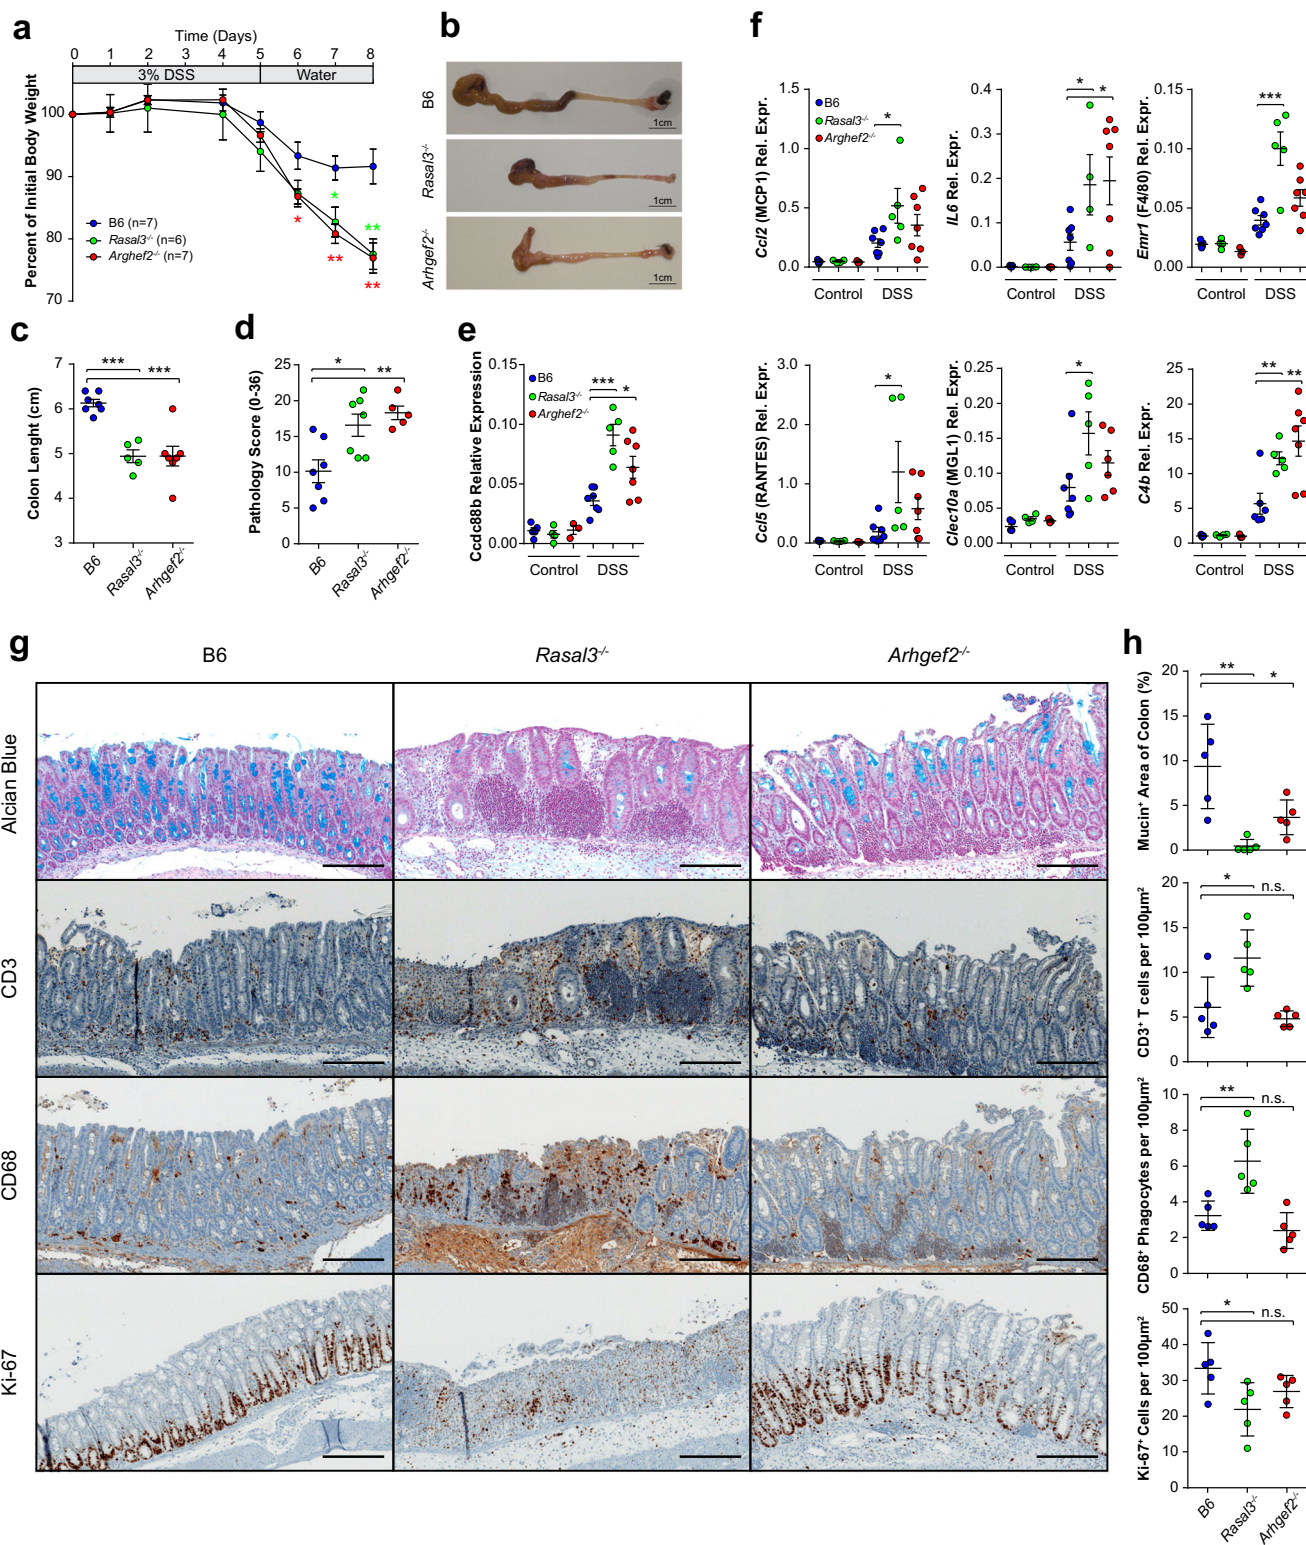 a
Time (Days)
0 1 2 3 4 5 6 7 8
3% DSS Water
Percent of Initial Body Weight
100
90
80
70
B6 (n=7)
Rasal3-/- (n=6)
Arghef2-/- (n=7)
*
**
*
**
**
b
B6
1cm
Rasal3-/-
1cm
Arhgef2-/-
1cm
c
Colon Lenght (cm)
7
6
5
4
3
***
***
B6
Rasal3-/-
Arhgef2-/-
d
Pathology Score (0-36)
25
20
15
10
5
0
*
**
B6
Rasal3-/-
Arhgef2-/-
e
Ccdc88b Relative Expression
0.15
0.10
0.05
0.00
B6
Rasal3-/-
Arghef2-/-
***
*
Control DSS
f
Ccl2 (MCP1) Rel. Expr.
1.5
1.0
0.5
0.0
B6
Rasal3-/-
Arghef2-/-
*
Control DSS
IL6 Rel. Expr.
0.4
0.3
0.2
0.1
0.0
*
*
Control DSS
Emr1 (F4/80) Rel. Expr.
0.15
0.10
0.05
0.00
***
Control DSS
Ccl5 (RANTES) Rel. Expr.
3.0
2.0
1.0
0.0
*
Control DSS
Clec10a (MGL1) Rel. Expr.
0.25
0.20
0.15
0.10
0.05
0.00
*
Control DSS
C4b Rel. Expr.
25
20
15
10
5
0
**
**
Control DSS
g
B6 Rasal3-/- Arhgef2-/-
Alcian Blue
CD3
CD68
Ki-67
h
Mucin+ Area of Colon (%)
20
15
10
5
0
**
*
CD3+ T cells per 100µm²
20
15
10
5
0
*
n.s.
CD68+ Phagocytes per 100µm²
10
8
6
4
2
0
**
n.s.
Ki-67+ Cells per 100µm²
50
40
30
20
10
0
*
n.s.
B6
Rasal3-/-
Arhgef2-/-